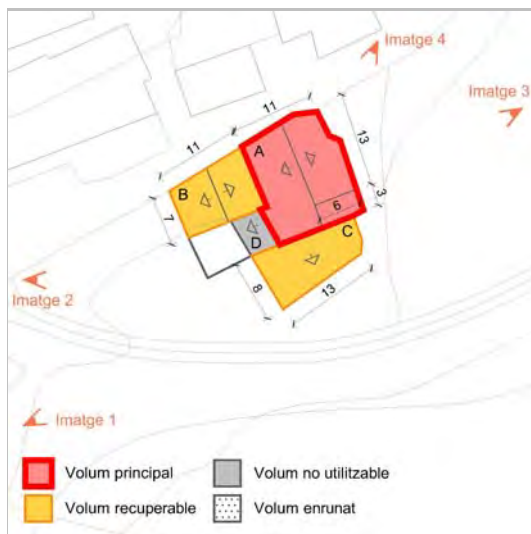 Imatge 4
Imatge 3
11
11
13
A
B
3
6
7
C
D
8
13
Imatge 2
Imatge 1
Volum principal
Volum no utilitzable
Volum recuperable
Volum enrunat